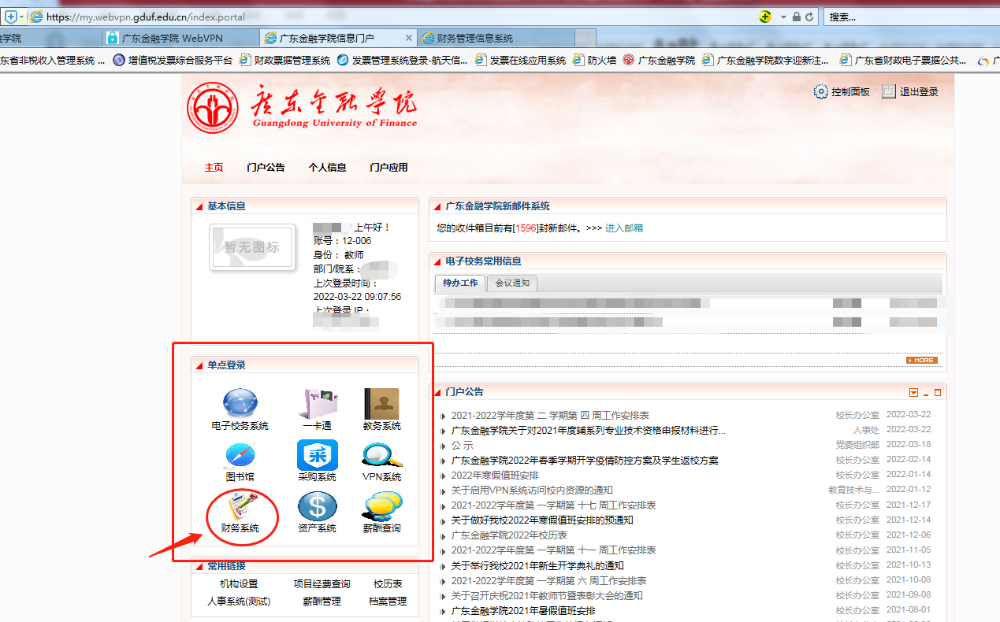 https://my.webvpn.gduf.edu.cn/index.portal
搜索...
学院
广东金融学院 WebVPN
广东金融学院信息门户
财务管理信息系统
东省非税收入管理系统 ...
增值税发票综合服务平台
财政票据管理系统
发票管理系统登录-航天信...
发票在线应用系统
防火墙
广东金融学院
广东金融学院数字迎新注...
广东省财政电子票据公共...
广东金融学院
Guangdong University of Finance
控制面板
退出登录
主页
门户公告
个人信息
门户应用
基本信息
暂无图标
上午好！
账号：12-006
身份： 教师
部门/院系：
上次登录时间：
2022-03-22 09:07:56
上次登录 IP：
单点登录
电子校务系统
一卡通
教务系统
图书馆
采
采购系统
VPN系统
财务系统
$
资产系统
薪酬查询
常用链接
机构设置
项目经费查询
校历表
人事系统(测试)
薪酬管理
档案管理
广东金融学院新邮件系统
您的收件箱目前有[1596]封新邮件。>>> 进入邮箱
电子校务常用信息
待办工作
会议通知
MORE
门户公告
2021-2022学年度第 二 学期第 四 周工作安排表 校长办公室 2022-03-22
广东金融学院关于对2021年度辅系列专业技术资格申报材料进行... 人事处 2022-03-22
公 示 党委组织部 2022-03-18
广东金融学院2022年春季学期开学疫情防控方案及学生返校方案 校长办公室 2022-02-14
2022年寒假值班安排 校长办公室 2022-01-14
关于启用VPN系统访问校内资源的通知 教育技术与... 2022-01-12
2021-2022学年度第 一学期第 十七 周工作安排表 校长办公室 2021-12-17
关于做好我校2022年寒假值班安排的预通知 校长办公室 2021-12-14
广东金融学院2022年校历表 校长办公室 2021-12-06
2021-2022学年度第 一学期第 十一 周工作安排表 校长办公室 2021-11-05
关于举行我校2021年新生开学典礼的通知 校长办公室 2021-10-13
2021-2022学年度第 一学期第 六 周工作安排表 校长办公室 2021-10-08
关于召开庆祝2021年教师节暨表彰大会的通知 校长办公室 2021-09-08
广东金融学院2021年暑假值班安排 校长办公室 2021-08-01